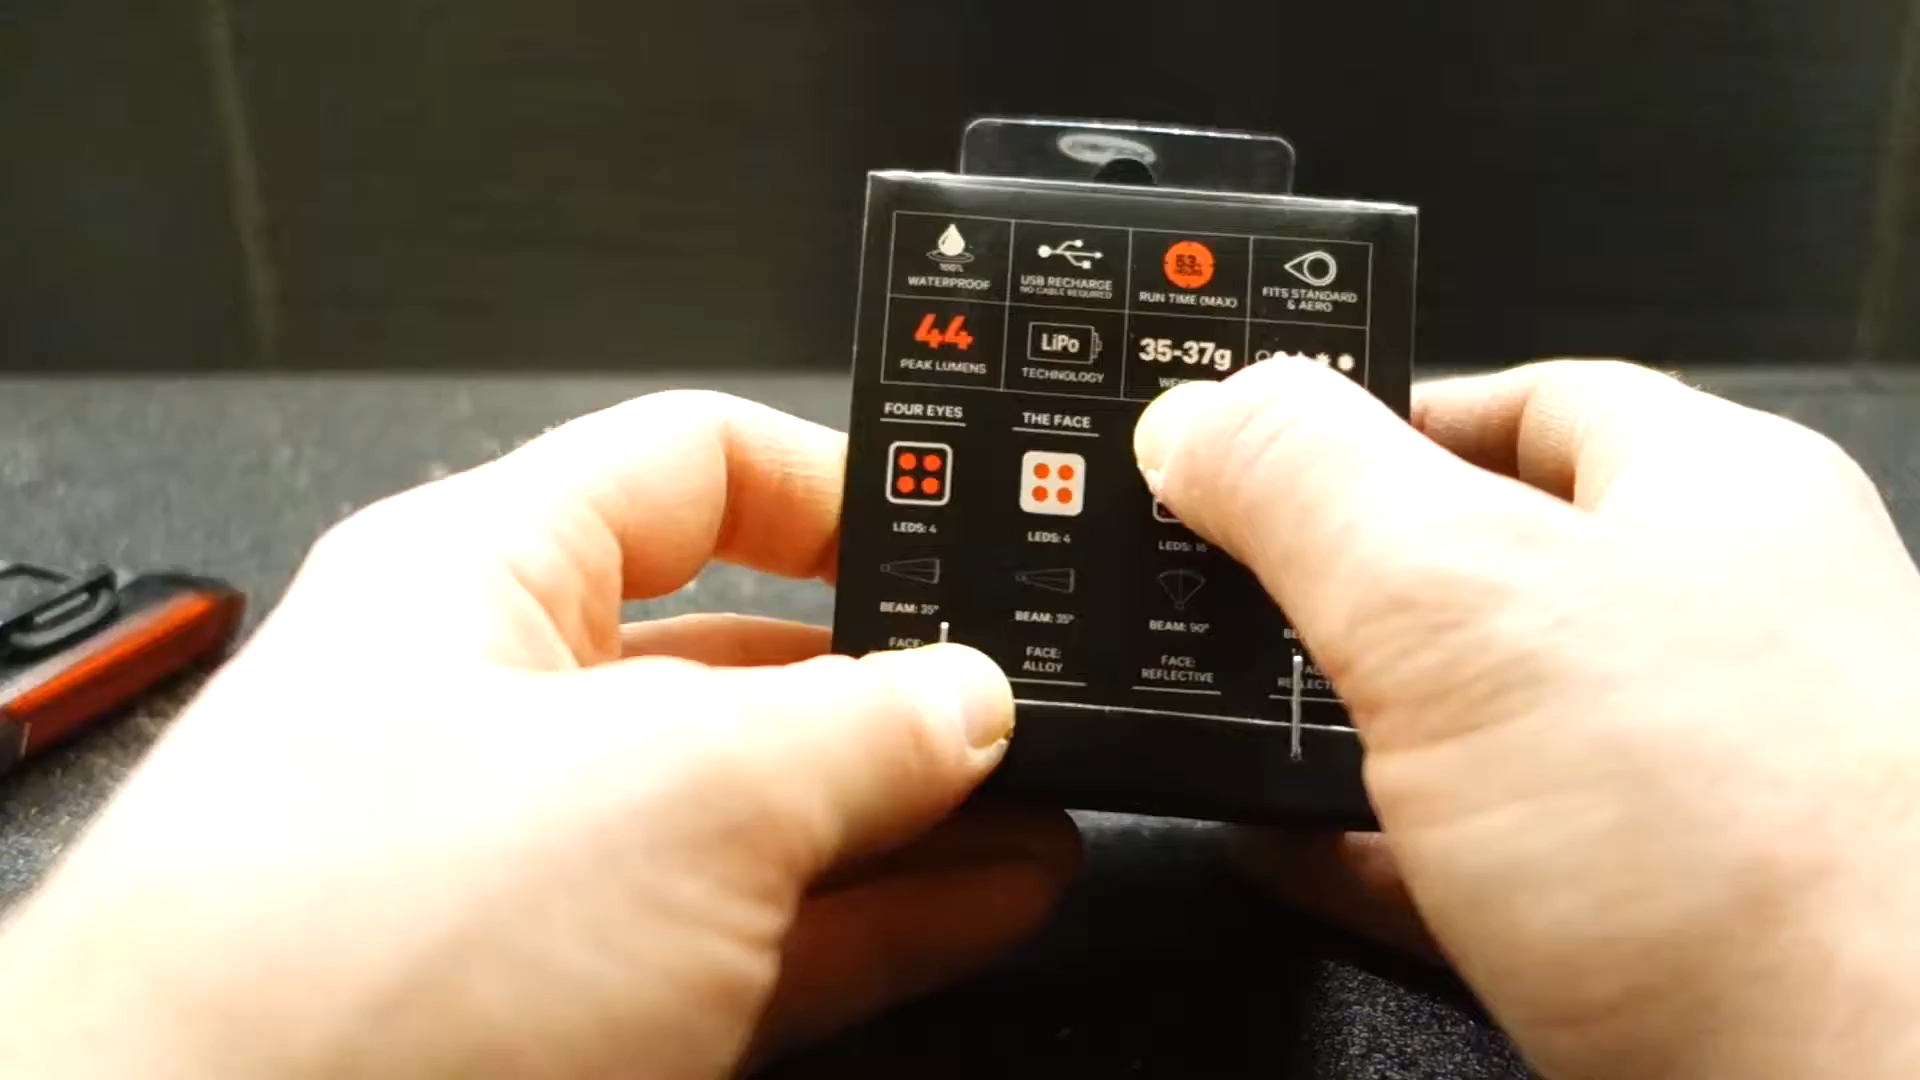 100%
WATERPROOF
USB RECHARGE
NO CABLE REQUIRED
53
HOURS
RUN TIME (MAX)
FITS STANDARD
& AERO
44
PEAK LUMENS
LiPo
TECHNOLOGY
35-37g
FOUR EYES
THE FACE
LEDS: 4
LEDS: 4
LEDS: 16
BEAM: 35°
BEAM: 35°
BEAM: 90°
FACE:
FACE:
ALLOY
FACE:
REFLECTIVE